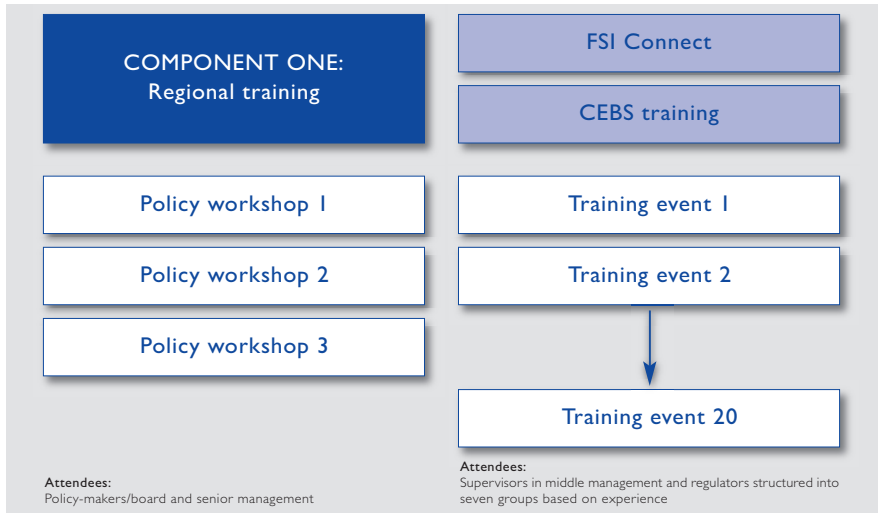 COMPONENT ONE:
Regional training
Policy workshop 1
Policy workshop 2
Policy workshop 3
Attendees:
Policy-makers/board and senior management
FSI Connect
CEBS training
Training event 1
Training event 2
Training event 20
Attendees:
Supervisors in middle management and regulators structured into
seven groups based on experience